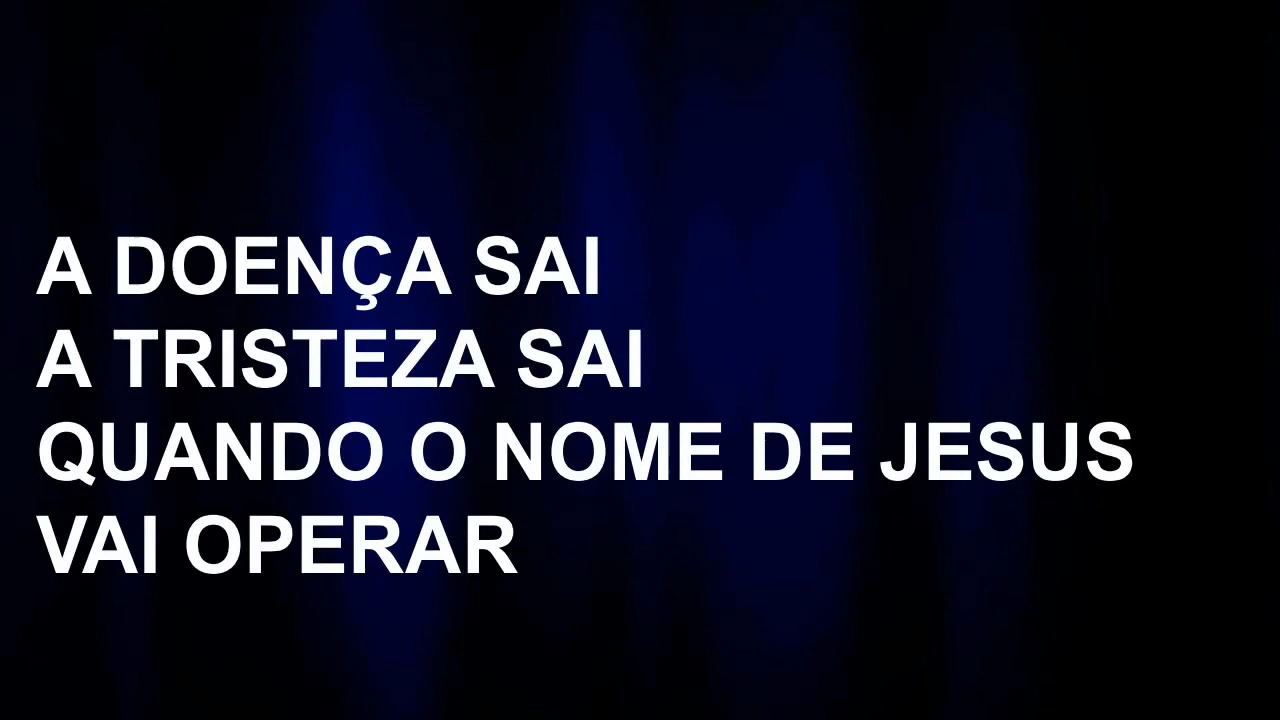 A DOENÇA SAI
A TRISTEZA SAI
QUANDO O NOME DE JESUS
VAI OPERAR